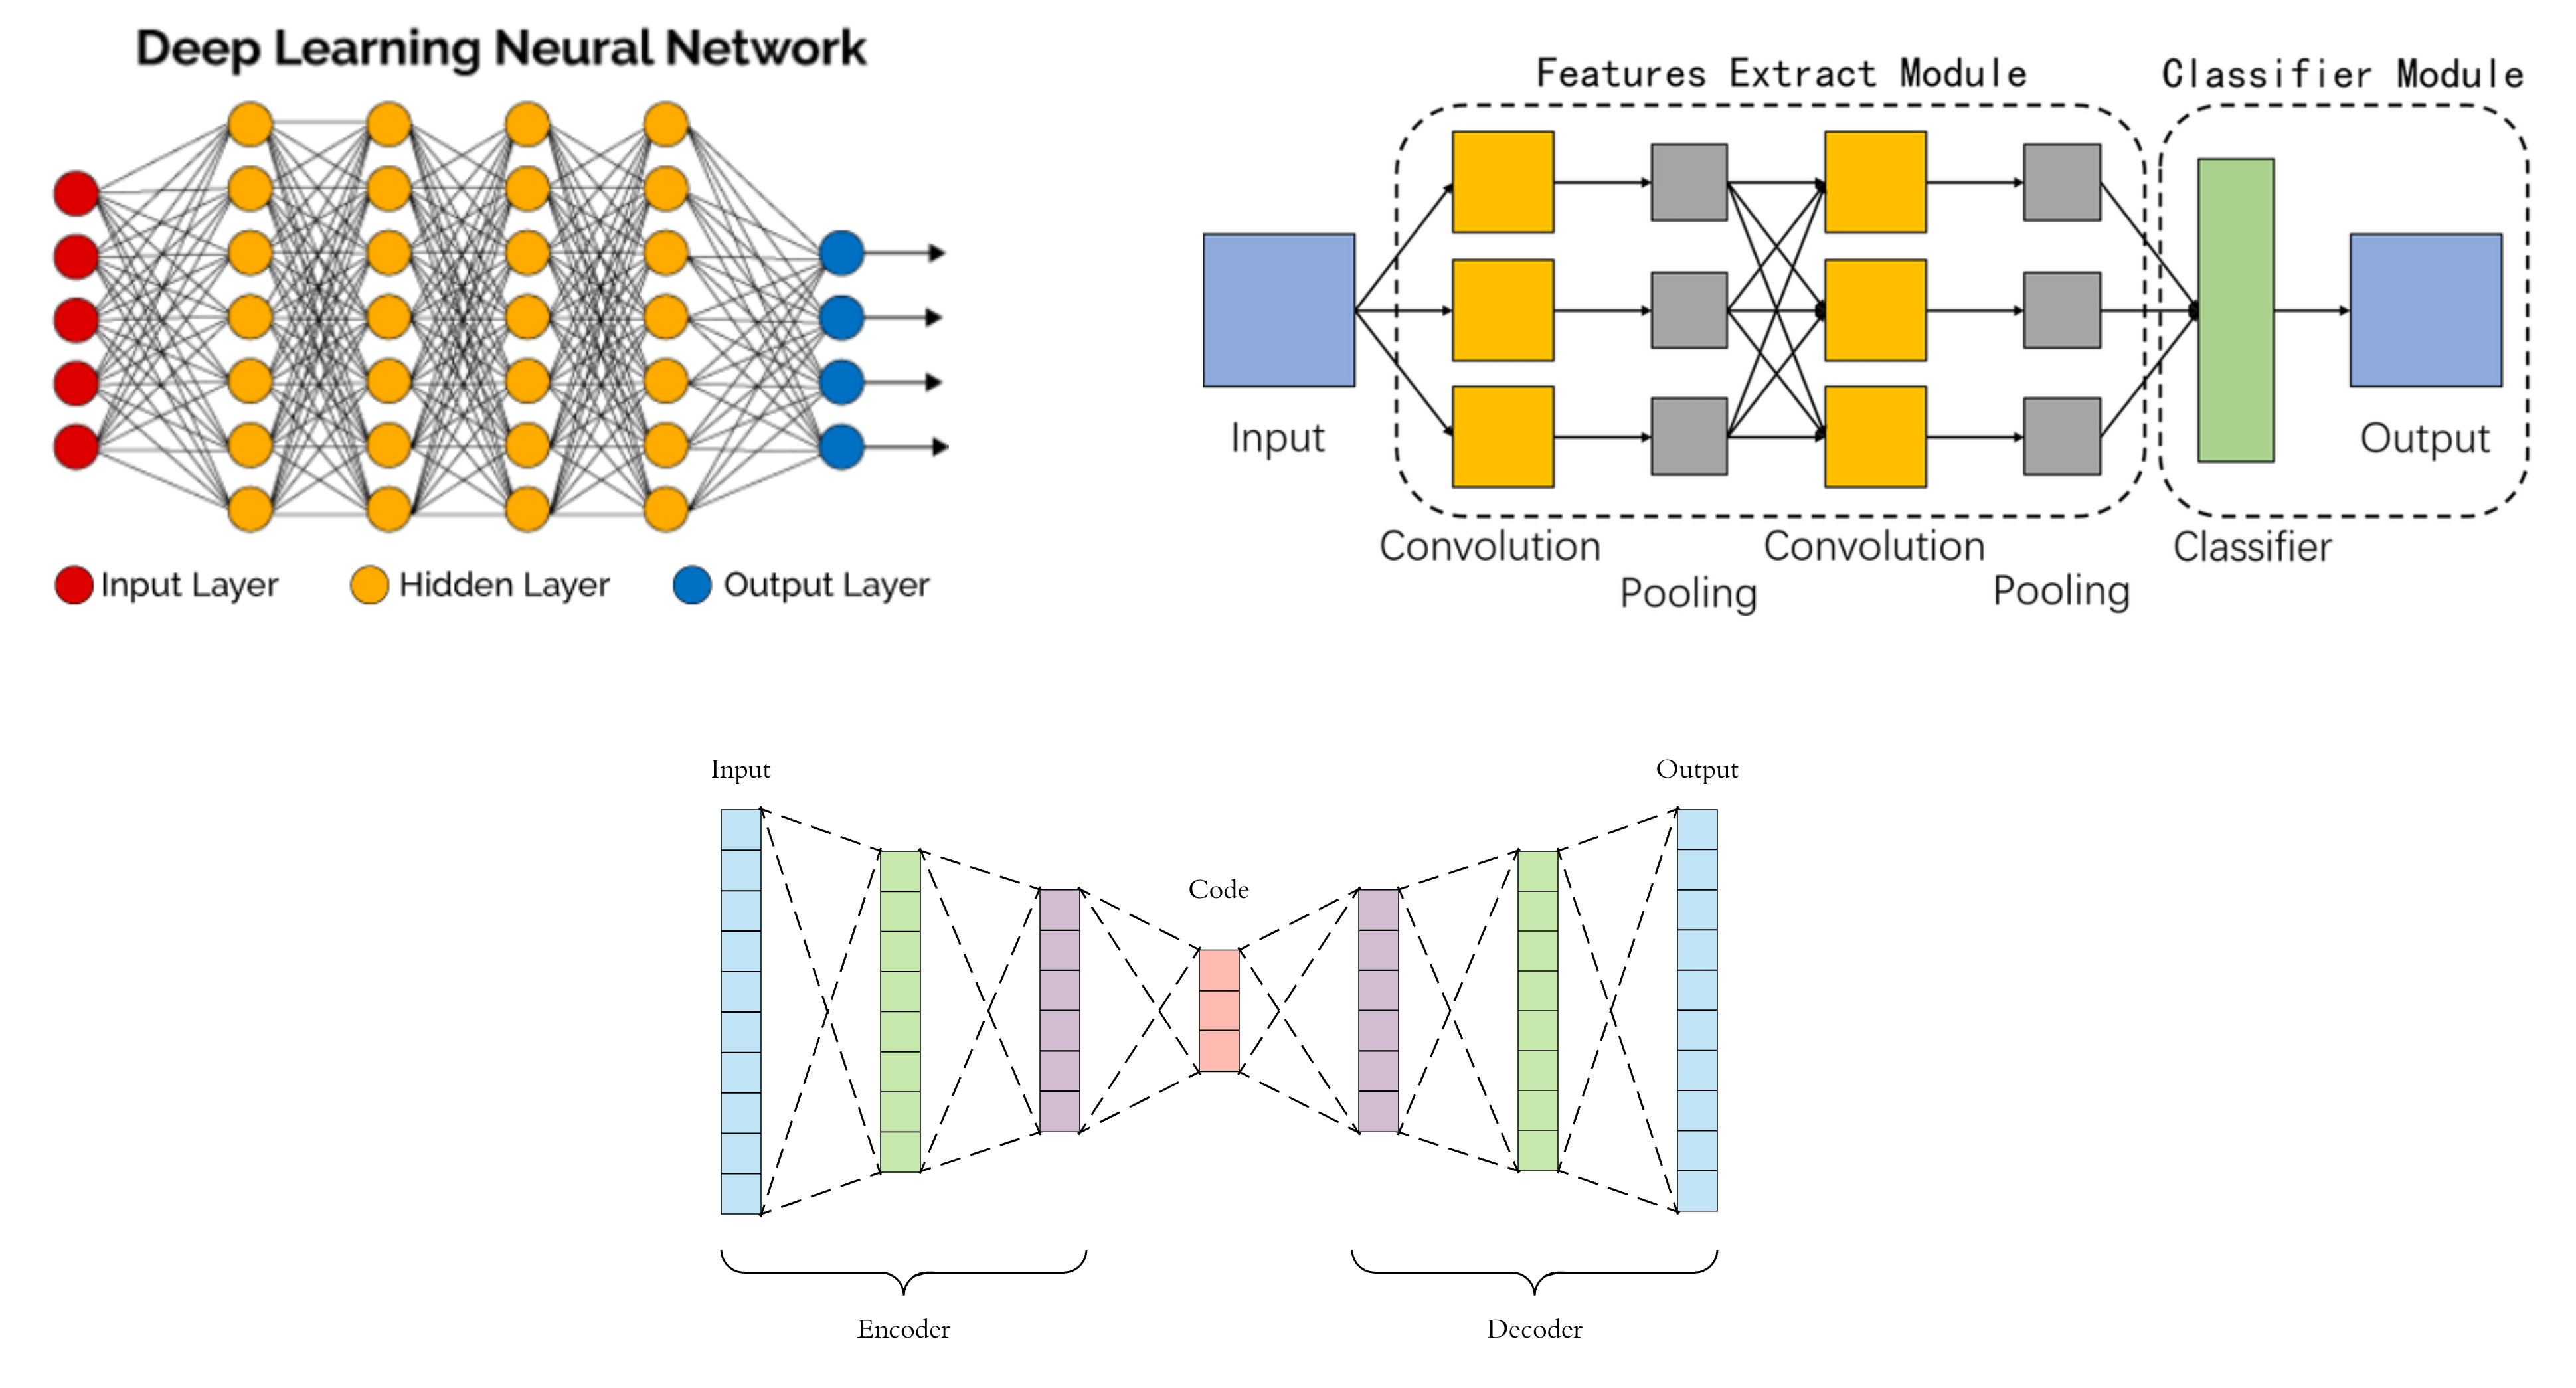 Deep Learning Neural Network
Input Layer
Hidden Layer
Output Layer
Features Extract Module
Classifier Module
Input
Output
Convolution
Convolution
Classifier
Pooling
Pooling
Input
Output
Code
Encoder
Decoder